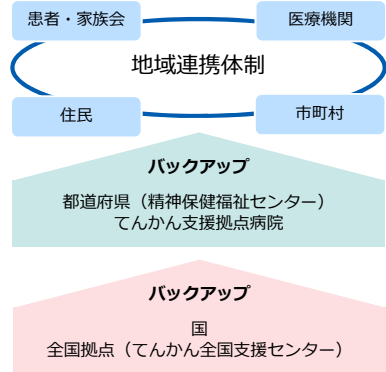 患者・家族会
医療機関
地域連携体制
住民
市町村
バックアップ
都道府県（精神保健福祉センター）
てんかん支援拠点病院
バックアップ
国
全国拠点（てんかん全国支援センター）